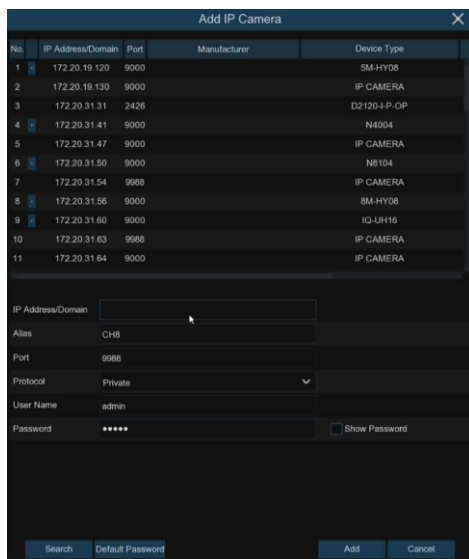 Add IP Camera
No. IP Address/Domain Port Manufacturer Device Type
1 172.20.19.120 9000 5M-HY08
2 172.20.19.130 9000 IP CAMERA
3 172.20.31.31 2426 D2120-I-P-OP
4 172.20.31.41 9000 N4004
5 172.20.31.47 9000 IP CAMERA
6 172.20.31.50 9000 N8104
7 172.20.31.54 9988 IP CAMERA
8 172.20.31.56 9000 8M-HY08
9 172.20.31.60 9000 IQ-UH16
10 172.20.31.63 9988 IP CAMERA
11 172.20.31.64 9000 IP CAMERA
IP Address/Domain
Alias CH8
Port 9988
Protocol Private
User Name admin
Password ••••• Show Password
Search Default Password Add Cancel